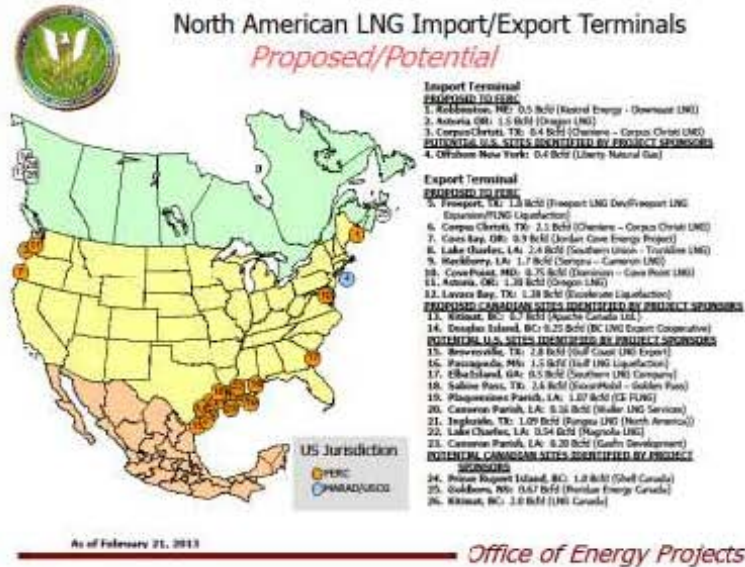 North American LNG Import/Export Terminals
Proposed/Potential
Import Terminal
PROPOSED TO FERC
1. Robbinston, ME: 0.5 Bcfd (Kestrel Energy - Downeast LNG)
2. Astoria, OR: 1.5 Bcfd (Oregon LNG)
3. Corpus Christi, TX: 0.4 Bcfd (Cheniere – Corpus Christi LNG)
POTENTIAL U.S. SITES IDENTIFIED BY PROJECT SPONSORS
4. Offshore New York: 0.4 Bcfd (Liberty Natural Gas)
Export Terminal
PROPOSED TO FERC
5. Freeport, TX: 1.8 Bcfd (Freeport LNG Dev/Freeport LNG
Expansion/FLNG Liquefaction)
6. Corpus Christi, TX: 2.1 Bcfd (Cheniere – Corpus Christi LNG)
7. Coos Bay, OR: 0.9 Bcfd (Jordan Cove Energy Project)
8. Lake Charles, LA: 2.4 Bcfd (Southern Union - Trunkline LNG)
9. Hackberry, LA: 1.7 Bcfd (Sempra – Cameron LNG)
10. Cove Point, MD: 0.75 Bcfd (Dominion – Cove Point LNG)
11. Astoria, OR: 1.30 Bcfd (Oregon LNG)
12. Lavaca Bay, TX: 1.38 Bcfd (Excelerate Liquefaction)
PROPOSED CANADIAN SITES IDENTIFIED BY PROJECT SPONSORS
13. Kitimat, BC: 0.7 Bcfd (Apache Canada Ltd.)
14. Douglas Island, BC: 0.25 Bcfd (BC LNG Export Cooperative)
POTENTIAL U.S. SITES IDENTIFIED BY PROJECT SPONSORS
15. Brownsville, TX: 2.8 Bcfd (Gulf Coast LNG Export)
16. Pascagoula, MS: 1.5 Bcfd (Gulf LNG Liquefaction)
17. Elba Island, GA: 0.5 Bcfd (Southern LNG Company)
18. Sabine Pass, TX: 2.6 Bcfd (ExxonMobil – Golden Pass)
19. Plaquemines Parish, LA: 1.07 Bcfd (CE FLNG)
20. Cameron Parish, LA: 0.16 Bcfd (Waller LNG Services)
21. Ingleside, TX: 1.09 Bcfd (Pangea LNG (North America))
22. Lake Charles, LA: 0.54 Bcfd (Magnolia LNG)
23. Cameron Parish, LA: 0.20 Bcfd (Gasfin Development)
POTENTIAL CANADIAN SITES IDENTIFIED BY PROJECT
SPONSORS
24. Prince Rupert Island, BC: 1.0 Bcfd (Shell Canada)
25. Goldboro, NS: 0.67 Bcfd (Pieridae Energy Canada)
26. Kitimat, BC: 2.0 Bcfd (LNG Canada)
US Jurisdiction
FERC
MARAD/USCG
As of February 21, 2013
Office of Energy Projects